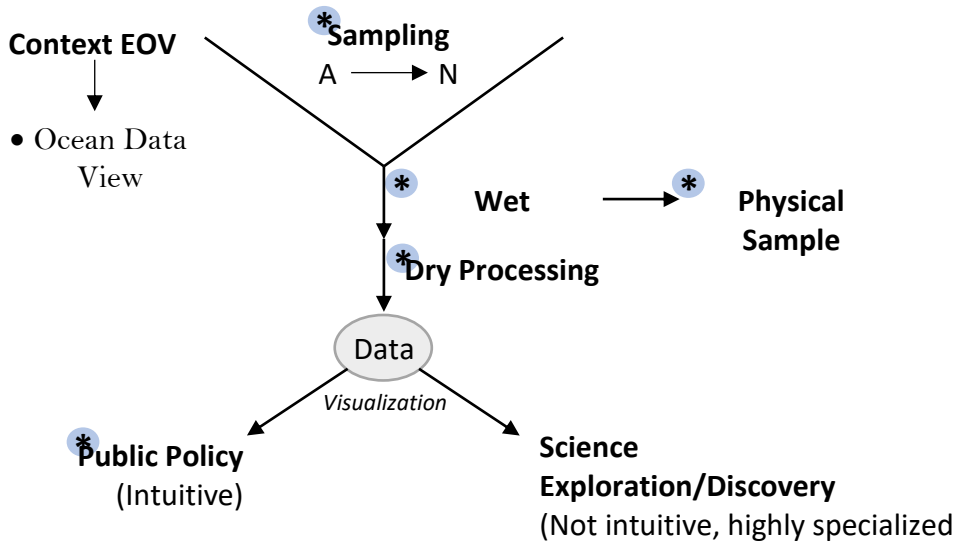 Context EOV
*Sampling
A N
• Ocean Data
View
*
Wet
*
Physical
Sample
*Dry Processing
Data
Visualization
*Public Policy
(Intuitive)
Science
Exploration/Discovery
(Not intuitive, highly specialized